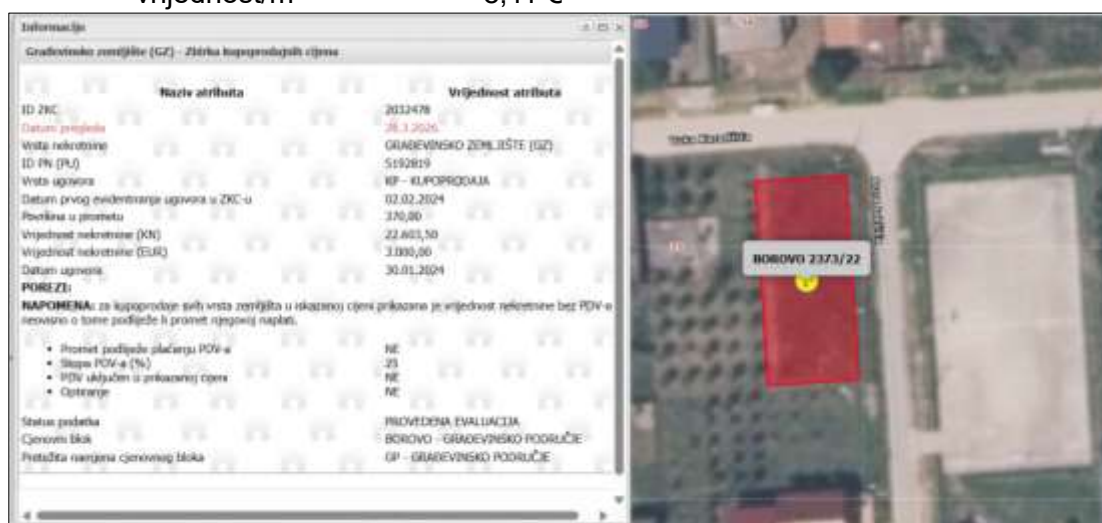 Informacije
Građevinsko zemljište (GZ) - Zbirka kupoprodajnih cijena
Naziv atributa Vrijednost atributa
ID ZKC 2032478
Datum pregleda 28.3.2026.
Vrsta nekretnine GRAĐEVINSKO ZEMLJIŠTE (GZ)
ID PN (PU) 5192819
Vrsta ugovora KP - KUPOPRODAJA
Datum prvog evidentiranja ugovora u ZKC-u 02.02.2024
Površina u prometu 370,00
Vrijednost nekretnine (KN) 22.603,50
Vrijednost nekretnine (EUR) 3.000,00
Datum ugovora 30.01.2024
POREZI:
NAPOMENA: za kupoprodaje svih vrsta zemljišta u iskazanoj cijeni prikazana je vrijednost nekretnine bez PDV-a
neovisno o tome podliježe li promet njegovoj naplati.
• Promet podliježe plaćanju PDV-a NE
• Stopa PDV-a (%) 25
• PDV uključen u prikazanoj cijeni NE
• Optiranje NE
Status podatka PROVEDENA EVALUACIJA
Cjenovni blok BOROVO - GRAĐEVINSKO PODRUČJE
Pretežita namjena cjenovnog bloka GP - GRAĐEVINSKO PODRUČJE
BOROVO 2373/22